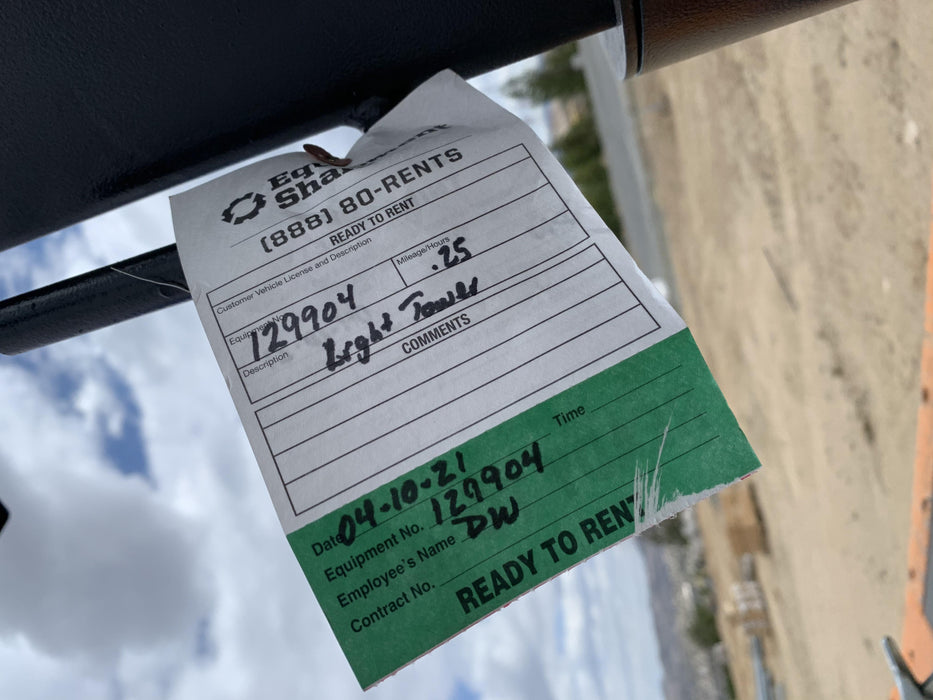 Equipment
Share
(888) 80-RENTS
READY TO RENT
Customer Vehicle License and Description
Equipment No. Mileage/Hours
129904 .25
Description Light Tower
COMMENTS
Date 04-10-21 Time
Equipment No. 129904
Employee's Name DW
Contract No.
READY TO RENT